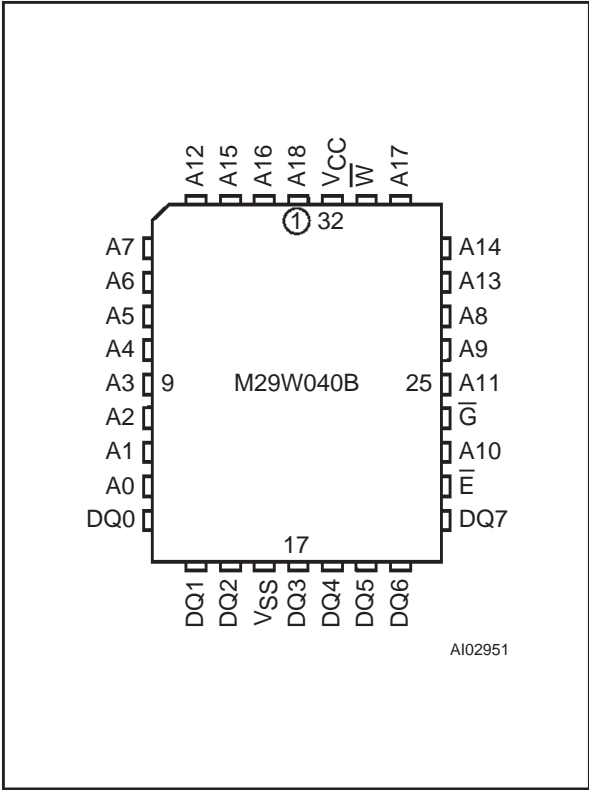 A12 A15 A16 A18 VCC W̅ A17
1 32
A7 A14
A6 A13
A5 A8
A4 A9
A3 9 M29W040B 25 A11
A2 G̅
A1 A10
A0 E̅
DQ0 DQ7
17
DQ1 DQ2 VSS DQ3 DQ4 DQ5 DQ6
AI02951